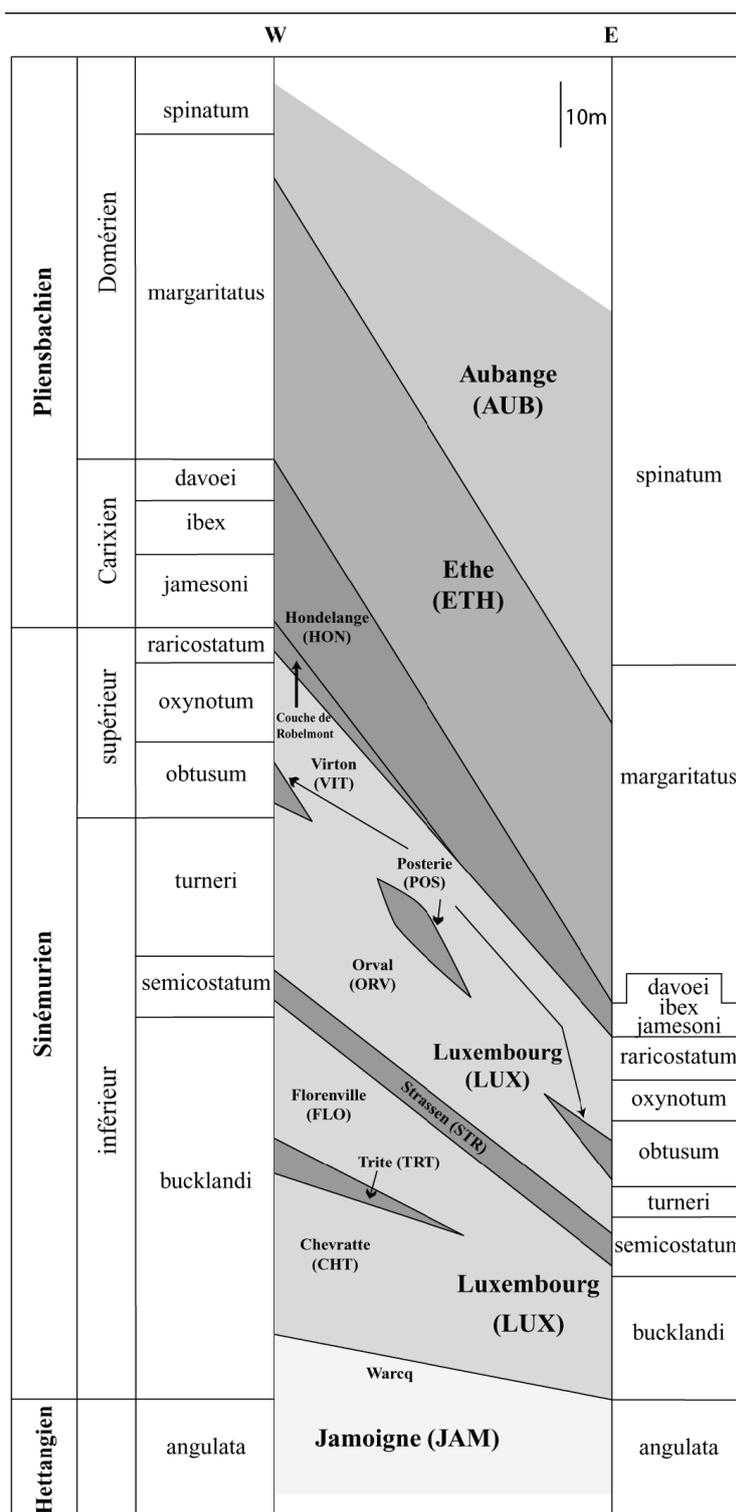 W
E
10m
Pliensbachien
Domérien
spinatum
margaritatus
Carixien
davoei
ibex
jamesoni
Sinémurien
supérieur
raricostatum
oxynotum
obtusum
inférieur
turneri
semicostatum
bucklandi
Hettangien
angulata
Aubange
(AUB)
Ethe
(ETH)
Hondelange
(HON)
Couche de
Robelmont
Virton
(VIT)
Posterie
(POS)
Orval
(ORV)
Luxembourg
(LUX)
Strassen (STR)
Florenville
(FLO)
Trite (TRT)
Chevratte
(CHT)
Luxembourg
(LUX)
Warcq
Jamoigne (JAM)
spinatum
margaritatus
davoei
ibex
jamesoni
raricostatum
oxynotum
obtusum
turneri
semicostatum
bucklandi
angulata